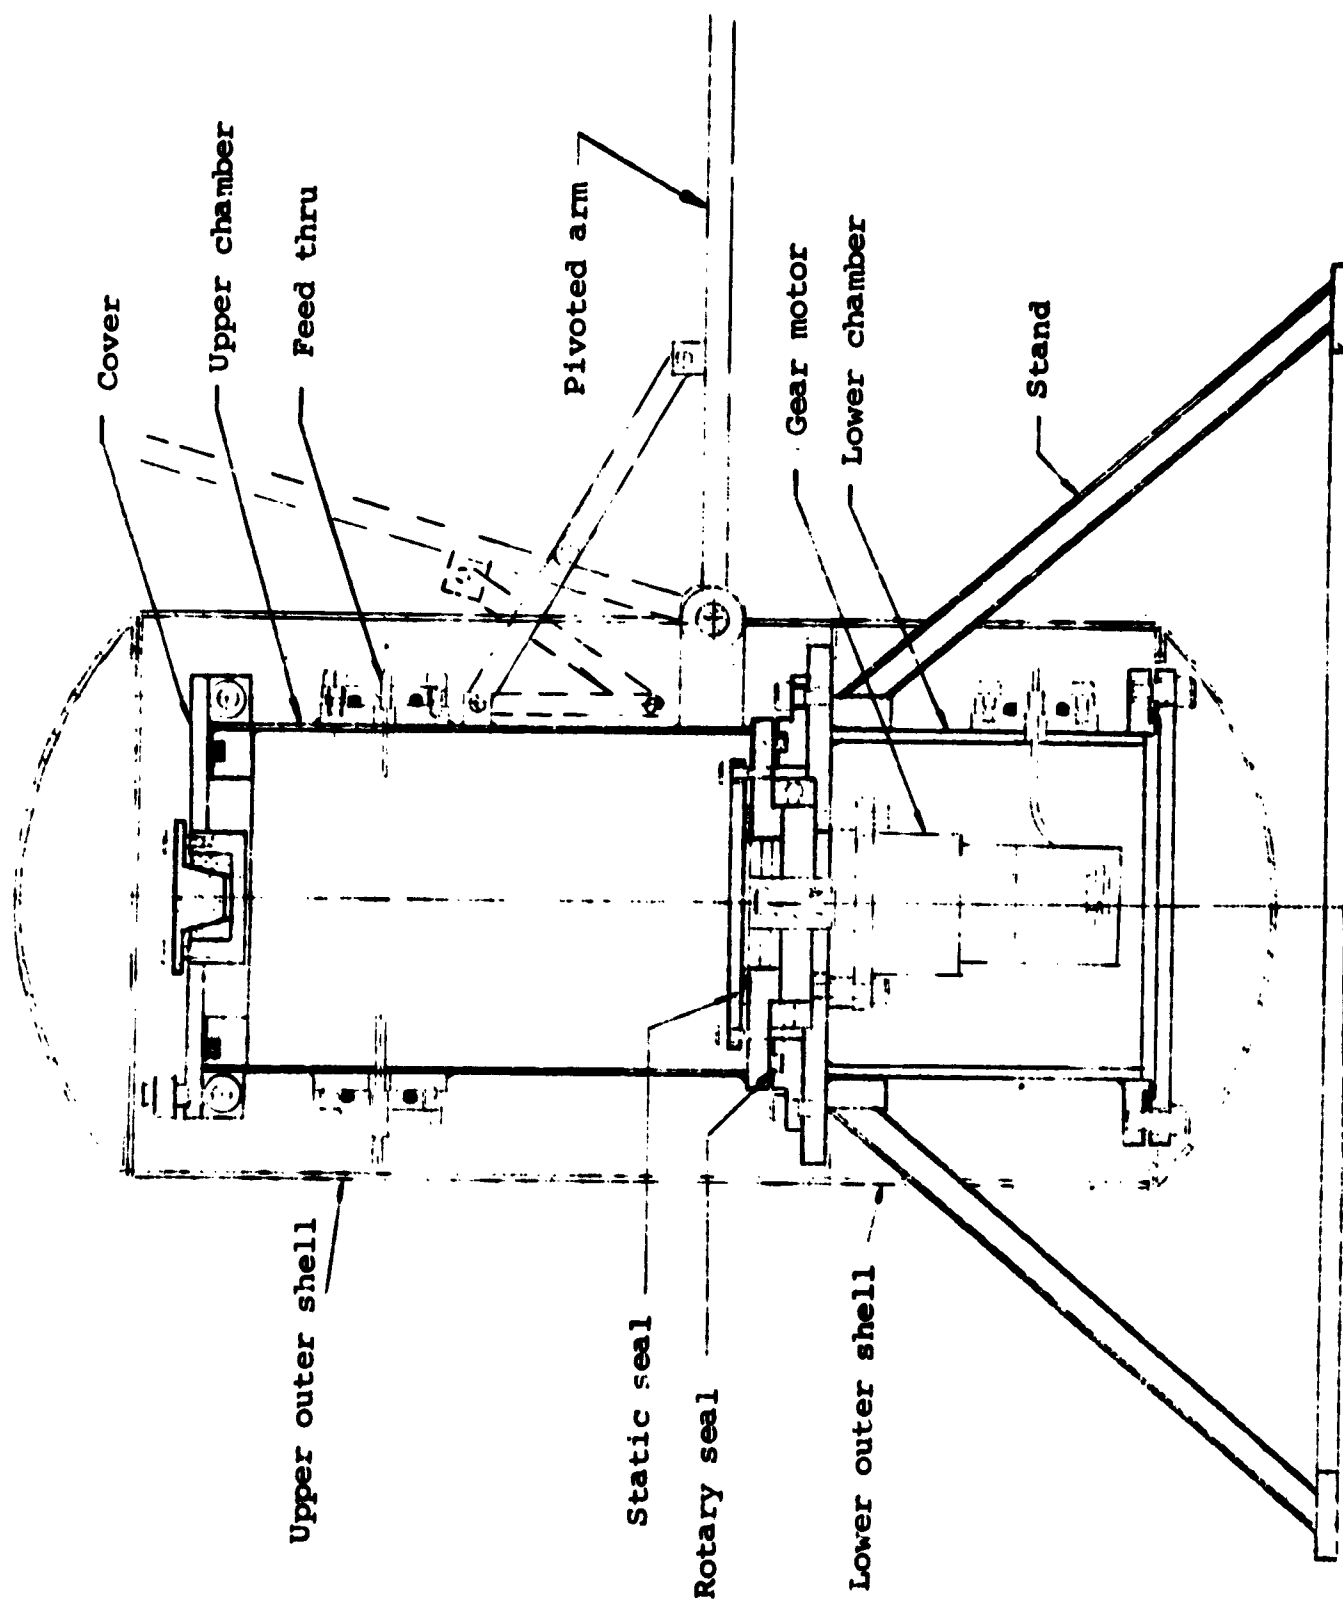 Cover
Upper chamber
Feed thru
Pivoted arm
Gear motor
Lower chamber
Stand
Upper outer shell
Static seal
Rotary seal
Lower outer shell